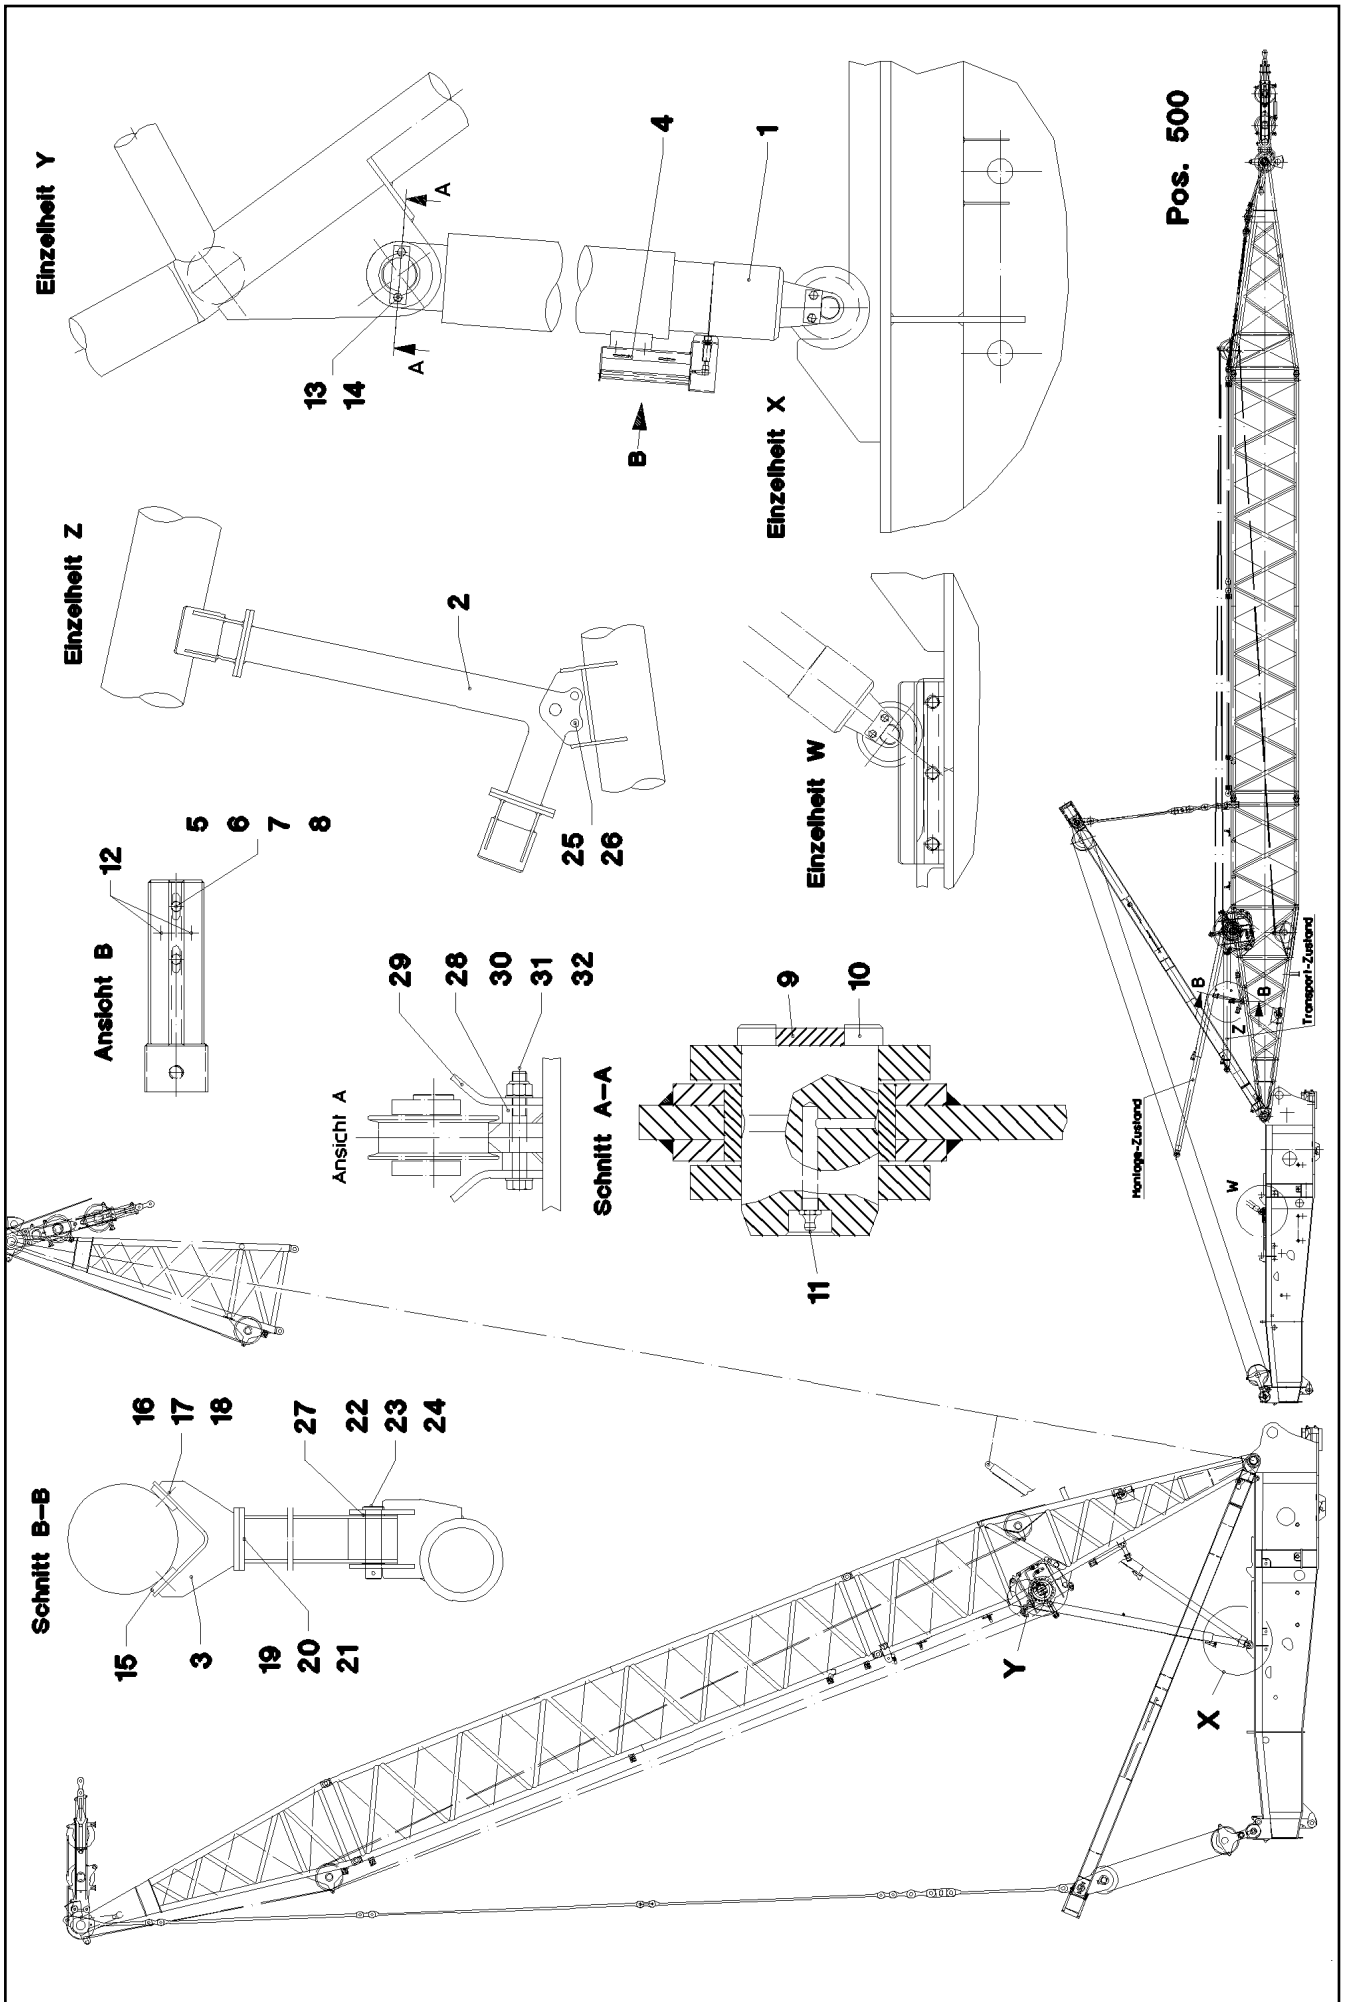 Einzelheit Y
A
A
13
14
4
1
B
Einzelheit X
Pos. 500
Einzelheit Z
2
25
26
Einzelheit W
Ansicht B
12
5
6
7
8
Ansicht A
29
28
30
31
32
Schnitt A-A
9
10
11
Schnitt B-B
15
3
16
17
18
19
20
21
27
22
23
24
Y
X
W
Z
B
B
Montage-Zustand
Transport-Zustand